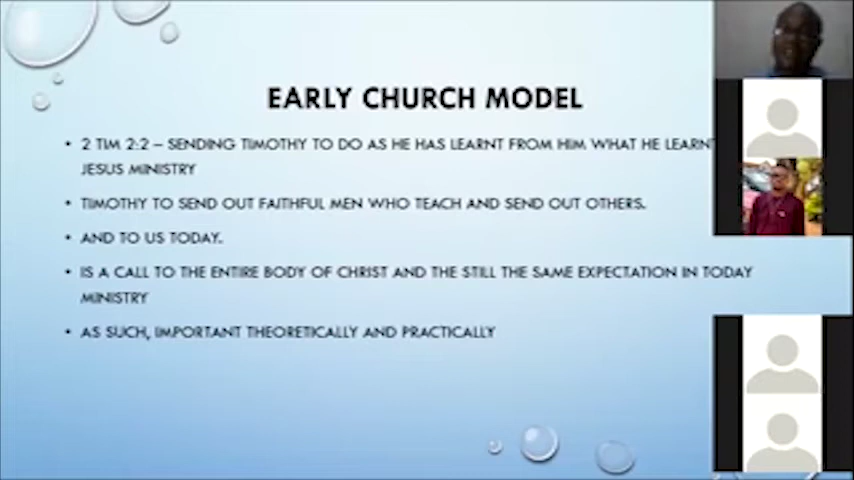 EARLY CHURCH MODEL
• 2 TIM 2:2 – SENDING TIMOTHY TO DO AS HE HAS LEARNT FROM HIM WHAT HE LEARNT
JESUS MINISTRY
• TIMOTHY TO SEND OUT FAITHFUL MEN WHO TEACH AND SEND OUT OTHERS.
• AND TO US TODAY.
• IS A CALL TO THE ENTIRE BODY OF CHRIST AND THE STILL THE SAME EXPECTATION IN TODAY
MINISTRY
• AS SUCH, IMPORTANT THEORETICALLY AND PRACTICALLY